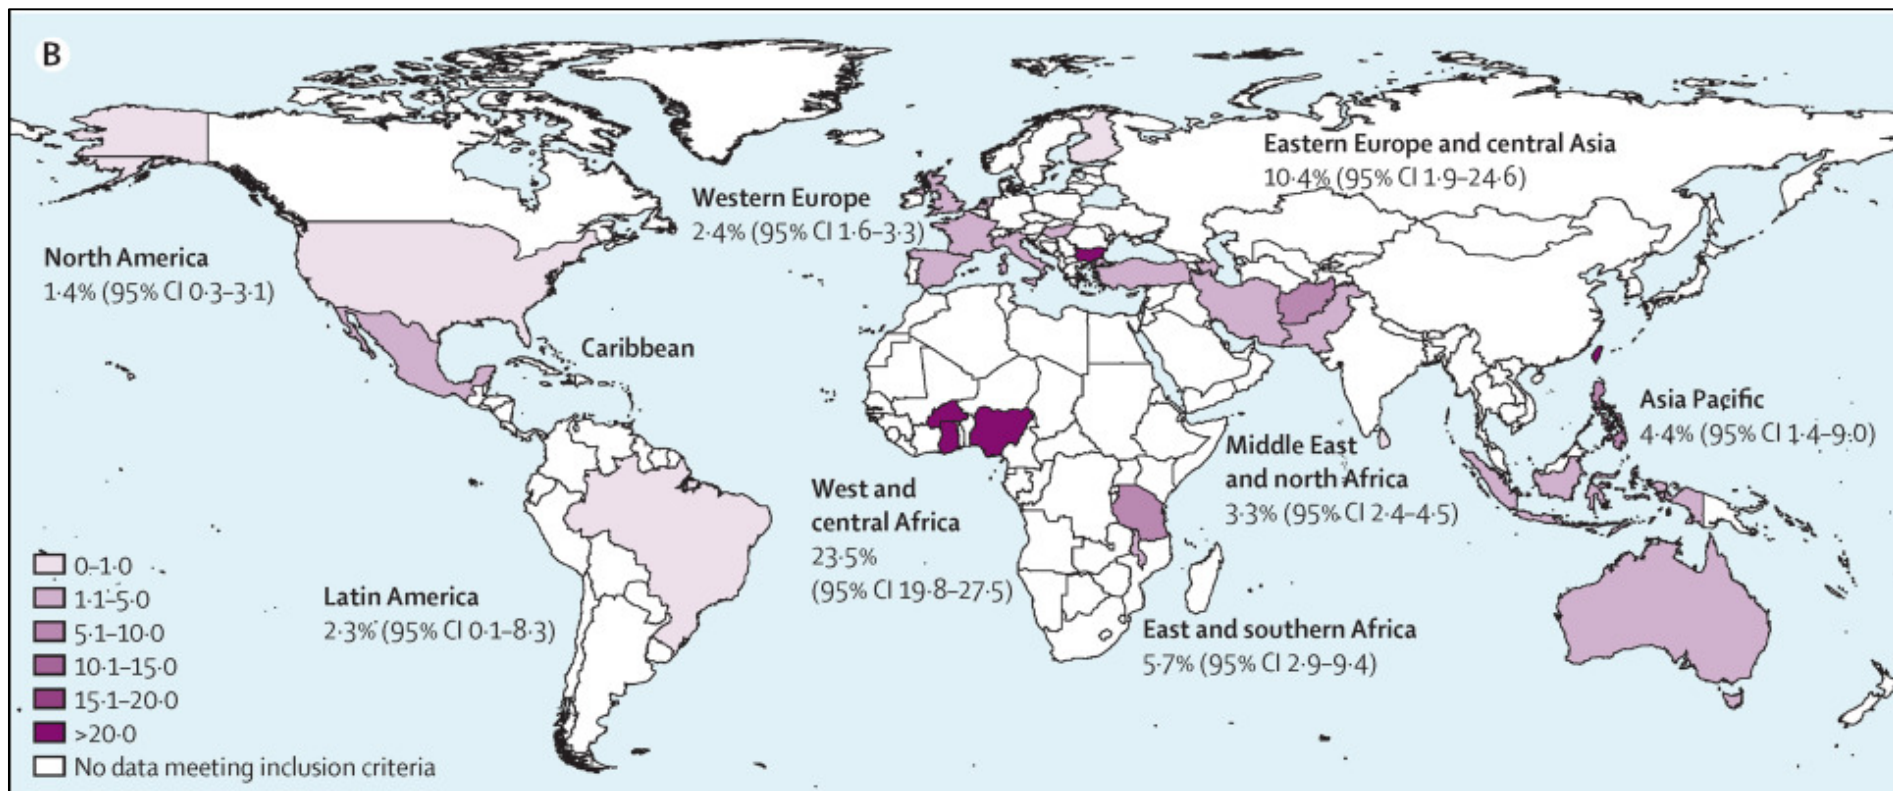 B
Eastern Europe and central Asia
10·4% (95% CI 1·9–24·6)
Western Europe
2·4% (95% CI 1·6–3·3)
North America
1·4% (95% CI 0·3–3·1)
Caribbean
Asia Pacific
4·4% (95% CI 1·4–9·0)
Middle East
and north Africa
3·3% (95% CI 2·4–4·5)
West and
central Africa
23·5%
(95% CI 19·8–27·5)
Latin America
2·3% (95% CI 0·1–8·3)
East and southern Africa
5·7% (95% CI 2·9–9·4)
0–1·0
1·1–5·0
5·1–10·0
10·1–15·0
15·1–20·0
>20·0
No data meeting inclusion criteria